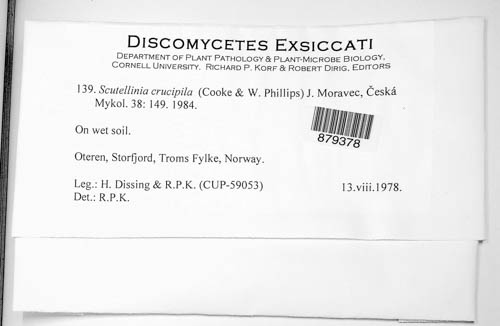 DISCOMYCETES EXSICCATI
DEPARTMENT OF PLANT PATHOLOGY & PLANT-MICROBE BIOLOGY,
CORNELL UNIVERSITY. RICHARD P. KORF & ROBERT DIRIG, EDITORS
139. Scutellinia crucipila (Cooke & W. Phillips) J. Moravec, Česká
Mykol. 38: 149. 1984.
On wet soil.
879378
Oteren, Storfjord, Troms Fylke, Norway.
Leg.: H. Dissing & R.P.K. (CUP-59053) 13.viii.1978.
Det.: R.P.K.